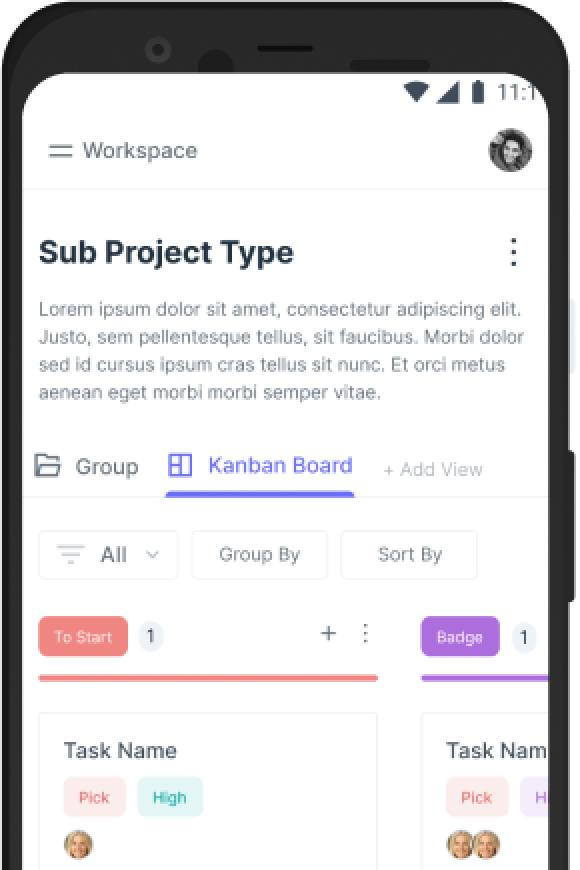 11:1
Workspace
Sub Project Type
Lorem ipsum dolor sit amet, consectetur adipiscing elit.
Justo, sem pellentesque tellus, sit faucibus. Morbi dolor
sed id cursus ipsum cras tellus sit nunc. Et orci metus
aenean eget morbi morbi semper vitae.
Group Kanban Board + Add View
All Group By Sort By
To Start 1 + Badge 1
Task Name Task Nam
Pick High Pick H